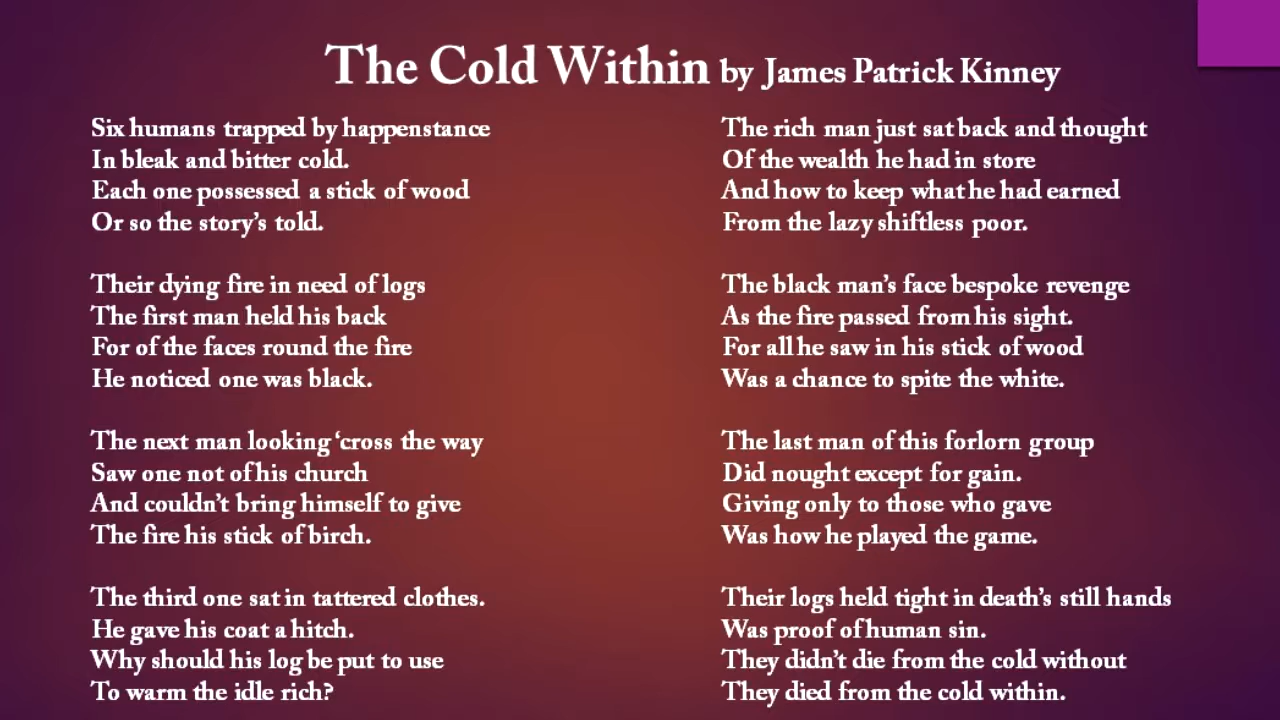 The Cold Within by James Patrick Kinney
Six humans trapped by happenstance
In bleak and bitter cold.
Each one possessed a stick of wood
Or so the story’s told.
Their dying fire in need of logs
The first man held his back
For of the faces round the fire
He noticed one was black.
The next man looking ‘cross the way
Saw one not of his church
And couldn’t bring himself to give
The fire his stick of birch.
The third one sat in tattered clothes.
He gave his coat a hitch.
Why should his log be put to use
To warm the idle rich?
The rich man just sat back and thought
Of the wealth he had in store
And how to keep what he had earned
From the lazy shiftless poor.
The black man’s face bespoke revenge
As the fire passed from his sight.
For all he saw in his stick of wood
Was a chance to spite the white.
The last man of this forlorn group
Did nought except for gain.
Giving only to those who gave
Was how he played the game.
Their logs held tight in death’s still hands
Was proof of human sin.
They didn’t die from the cold without
They died from the cold within.